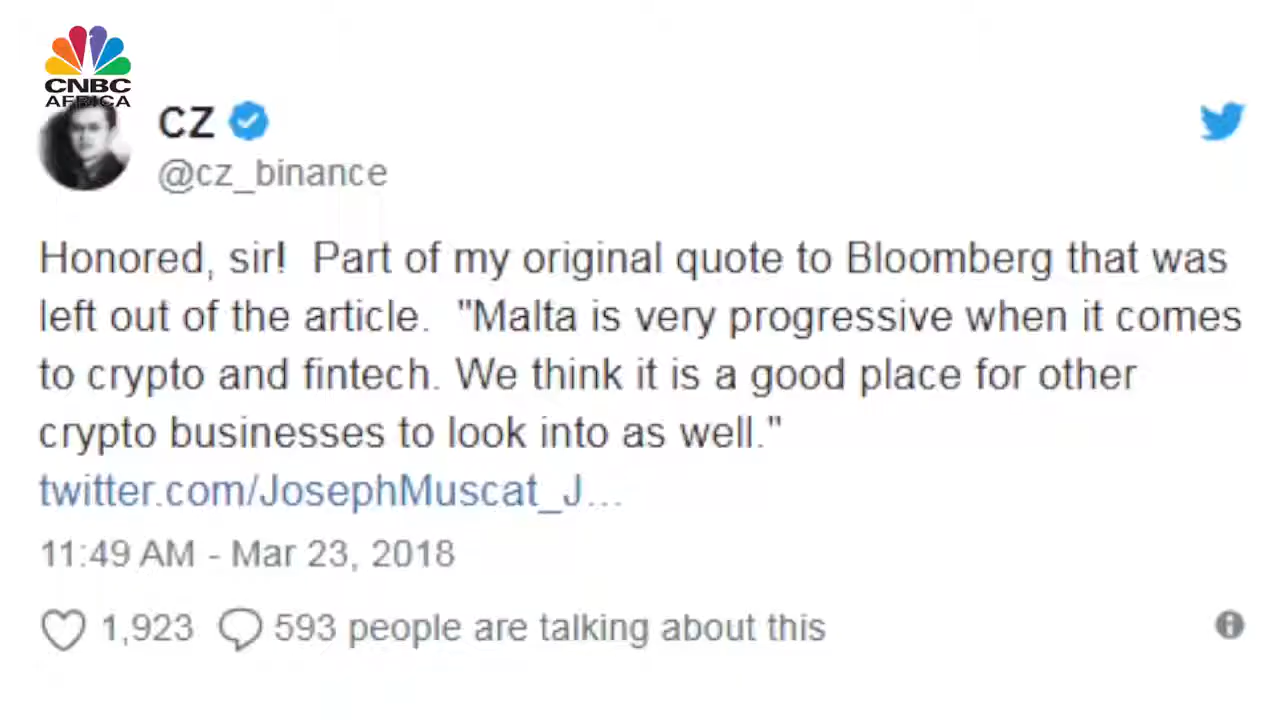 CNBC
AFRICA
CZ
@cz_binance
Honored, sir!  Part of my original quote to Bloomberg that was
left out of the article.  "Malta is very progressive when it comes
to crypto and fintech. We think it is a good place for other
crypto businesses to look into as well."
twitter.com/JosephMuscat_J...
11:49 AM - Mar 23, 2018
1,923 593 people are talking about this